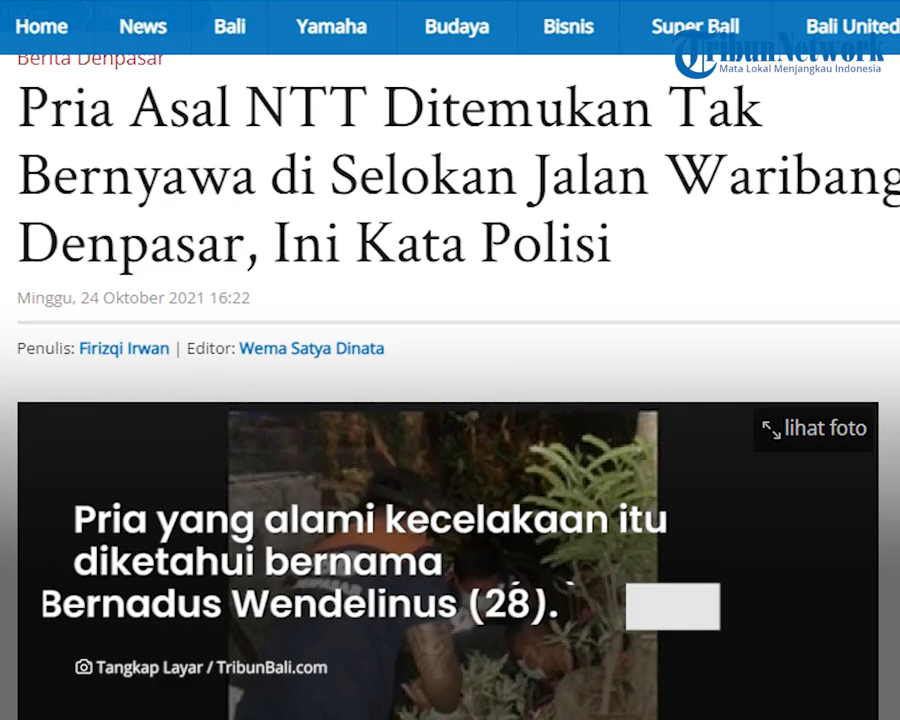 Home News Bali Yamaha Budaya Bisnis Super Ball Bali United
TribunNetwork
Mata Lokal Menjangkau Indonesia
Berita Denpasar
Pria Asal NTT Ditemukan Tak
Bernyawa di Selokan Jalan Waribang
Denpasar, Ini Kata Polisi
Minggu, 24 Oktober 2021 16:22
Penulis: Firizqi Irwan | Editor: Wema Satya Dinata
lihat foto
Pria yang alami kecelakaan itu
diketahui bernama
Bernadus Wendelinus (28).
Tangkap Layar / TribunBali.com